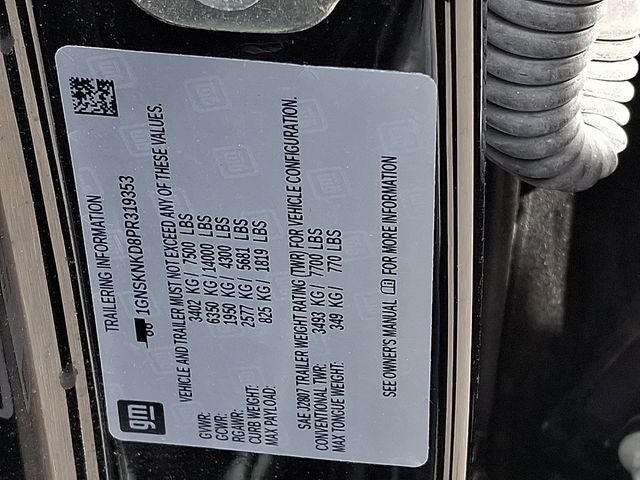 TRAILERING INFORMATION
1GNSKNKD8PR319353
VEHICLE AND TRAILER MUST NOT EXCEED ANY OF THESE VALUES.
GVWR: 3402 KG / 7500 LBS
GCWR: 6350 KG / 14000 LBS
RGAWR: 1950 KG / 4300 LBS
CURB WEIGHT: 2577 KG / 5681 LBS
MAX PAYLOAD: 825 KG / 1819 LBS
SAE J2807 TRAILER WEIGHT RATING (TWR) FOR VEHICLE CONFIGURATION.
CONVENTIONAL TWR: 3493 KG / 7700 LBS
MAX TONGUE WEIGHT: 349 KG / 770 LBS
SEE OWNER'S MANUAL FOR MORE INFORMATION
gm